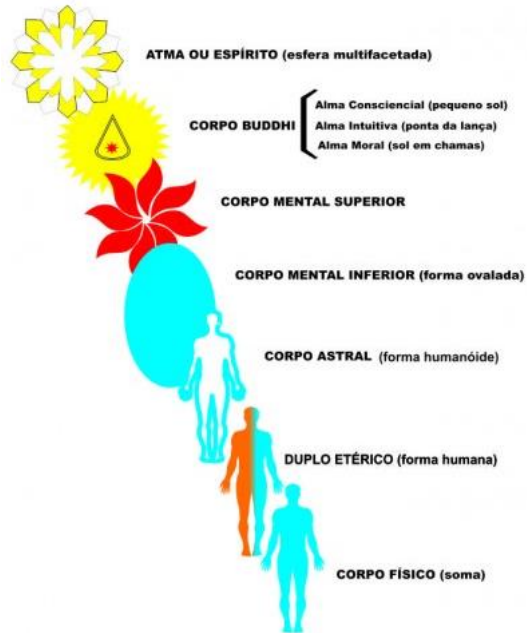 ATMA OU ESPÍRITO (esfera multifacetada)
CORPO BUDDHI
Alma Consciencial (pequeno sol)
Alma Intuitiva (ponta da lança)
Alma Moral (sol em chamas)
CORPO MENTAL SUPERIOR
CORPO MENTAL INFERIOR (forma ovalada)
CORPO ASTRAL (forma humanóide)
DUPLO ETÉRICO (forma humana)
CORPO FÍSICO (soma)